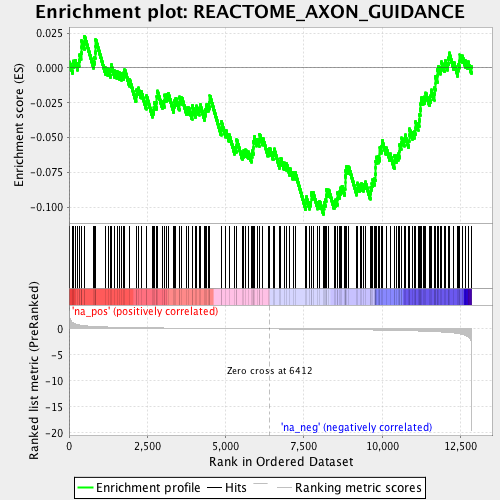 Enrichment plot: REACTOME_AXON_GUIDANCE
Enrichment score (ES)
0.025
0.000
-0.025
-0.050
-0.075
-0.100
'na_pos' (positively correlated)
Ranked list metric (PreRanked)
0
-5
-10
-15
-20
Zero cross at 6412
'na_neg' (negatively correlated)
0
2,500
5,000
7,500
10,000
12,500
Rank in Ordered Dataset
Enrichment profile
Hits
Ranking metric scores